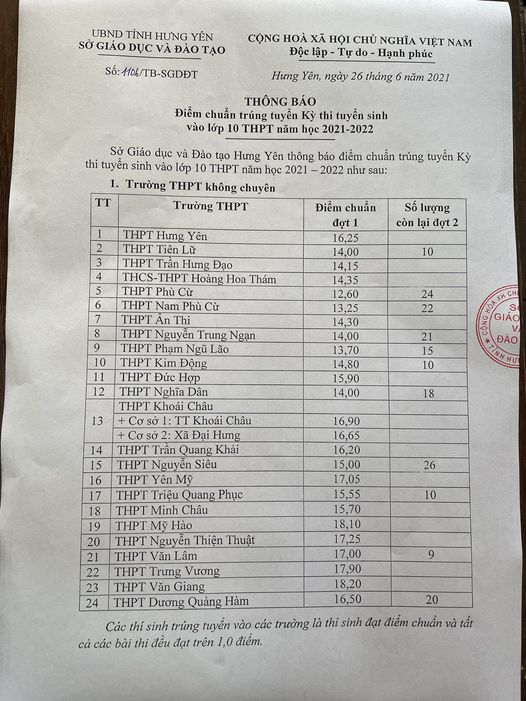 UBND TỈNH HƯNG YÊN
SỞ GIÁO DỤC VÀ ĐÀO TẠO
Số: 1106/TB-SGDĐT
CỘNG HOÀ XÃ HỘI CHỦ NGHĨA VIỆT NAM
Độc lập - Tự do - Hạnh phúc
Hưng Yên, ngày 26 tháng 6 năm 2021
THÔNG BÁO
Điểm chuẩn trúng tuyển Kỳ thi tuyển sinh
vào lớp 10 THPT năm học 2021-2022
Sở Giáo dục và Đào tạo Hưng Yên thông báo điểm chuẩn trúng tuyển Kỳ
thi tuyển sinh vào lớp 10 THPT năm học 2021 – 2022 như sau:
1. Trường THPT không chuyên
TT Trường THPT Điểm chuẩn đợt 1 Số lượng còn lại đợt 2
1 THPT Hưng Yên 16,25
2 THPT Tiên Lữ 14,00 10
3 THPT Trần Hưng Đạo 14,15
4 THCS-THPT Hoàng Hoa Thám 14,35
5 THPT Phù Cừ 12,60 24
6 THPT Nam Phù Cừ 13,25 22
7 THPT Ân Thi 14,30
8 THPT Nguyễn Trung Ngạn 14,00 21
9 THPT Phạm Ngũ Lão 13,70 15
10 THPT Kim Động 14,80 10
11 THPT Đức Hợp 15,90
12 THPT Nghĩa Dân 14,00 18
13 THPT Khoái Châu
+ Cơ sở 1: TT Khoái Châu 16,90
+ Cơ sở 2: Xã Đại Hưng 16,65
14 THPT Trần Quang Khải 16,20
15 THPT Nguyễn Siêu 15,00 26
16 THPT Yên Mỹ 17,05
17 THPT Triệu Quang Phục 15,55 10
18 THPT Minh Châu 15,70
19 THPT Mỹ Hào 18,10
20 THPT Nguyễn Thiện Thuật 17,25
21 THPT Văn Lâm 17,00 9
22 THPT Trưng Vương 17,90
23 THPT Văn Giang 18,20
24 THPT Dương Quảng Hàm 16,50 20
Các thí sinh trúng tuyển vào các trường là thí sinh đạt điểm chuẩn và tất
cả các bài thi đều đạt trên 1,0 điểm.